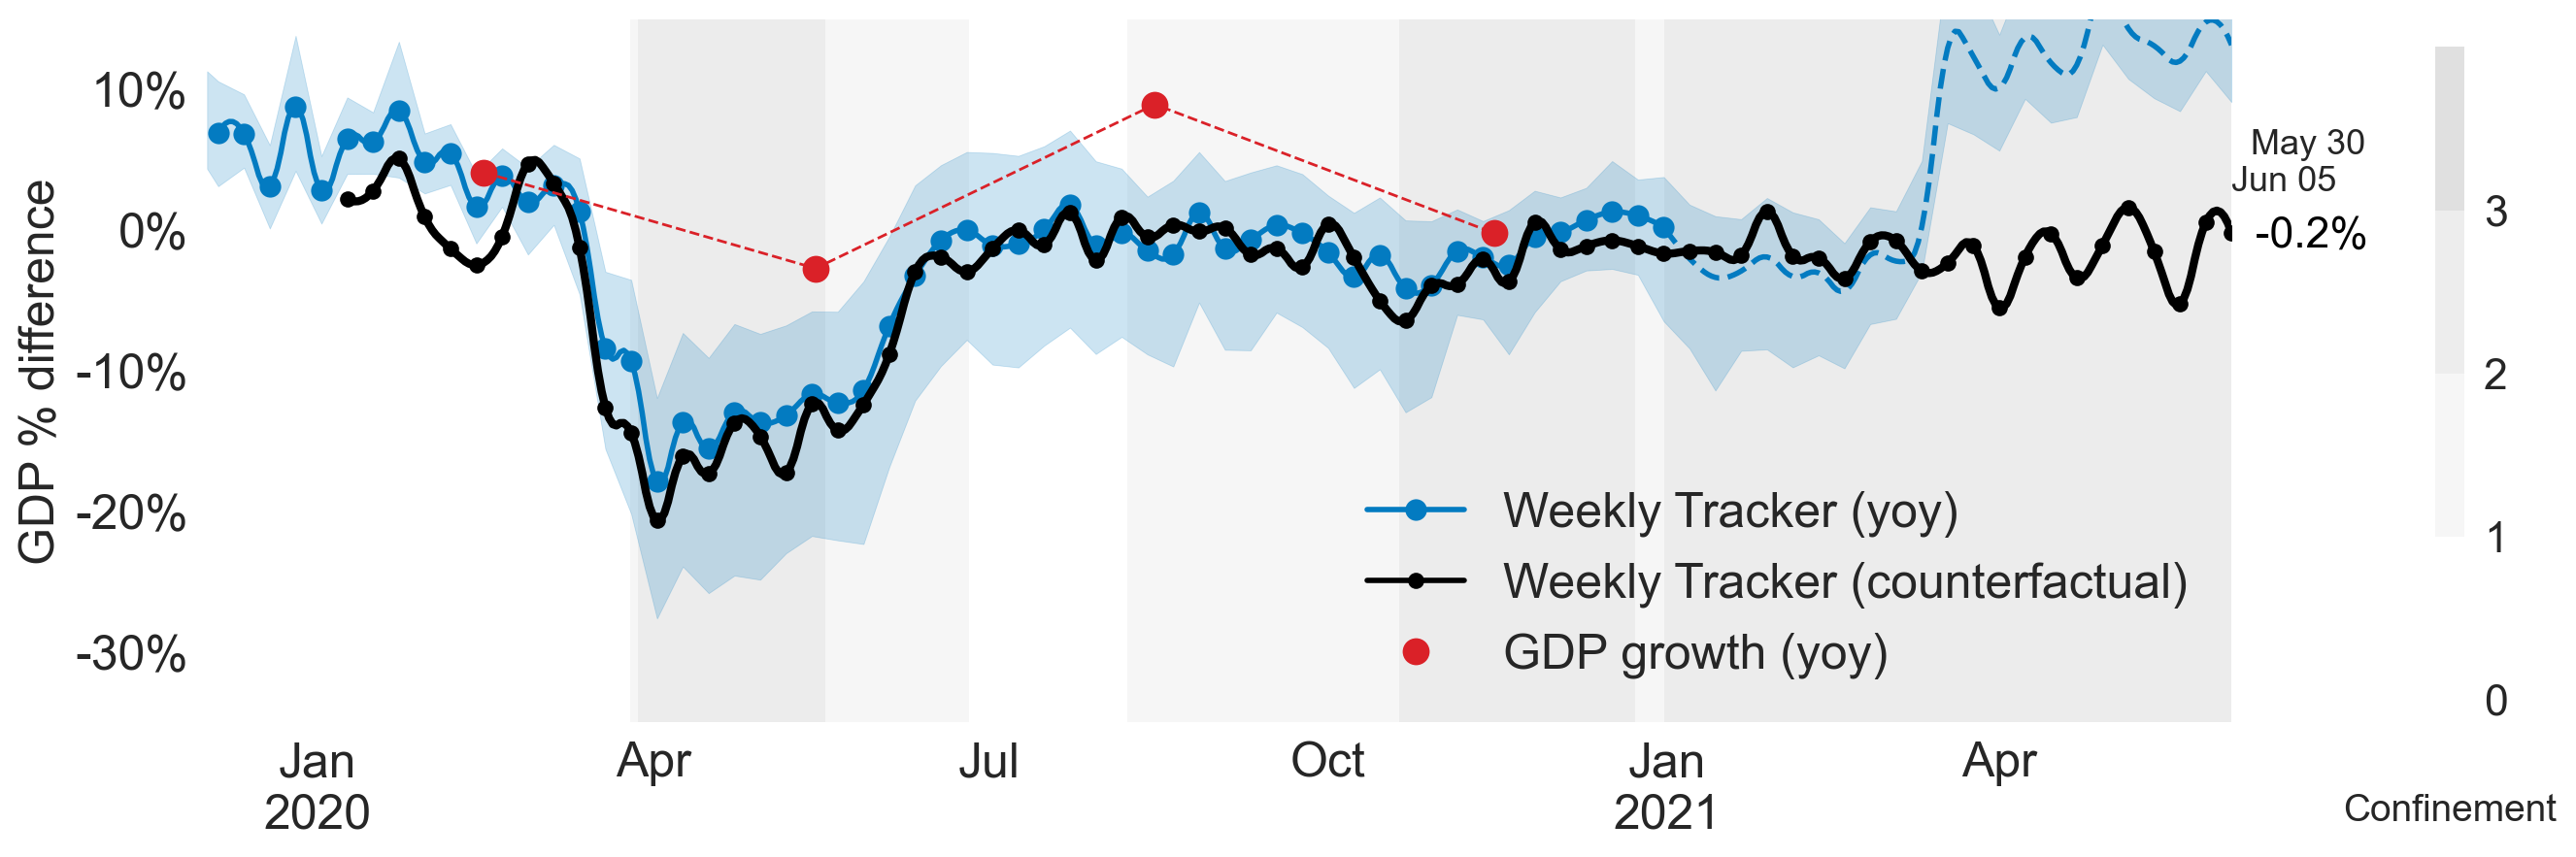 GDP % difference
10%
0%
-10%
-20%
-30%
May 30
Jun 05
-0.2%
Weekly Tracker (yoy)
Weekly Tracker (counterfactual)
GDP growth (yoy)
Jan
2020
Apr
Jul
Oct
Jan
2021
Apr
3
2
1
0
Confinement